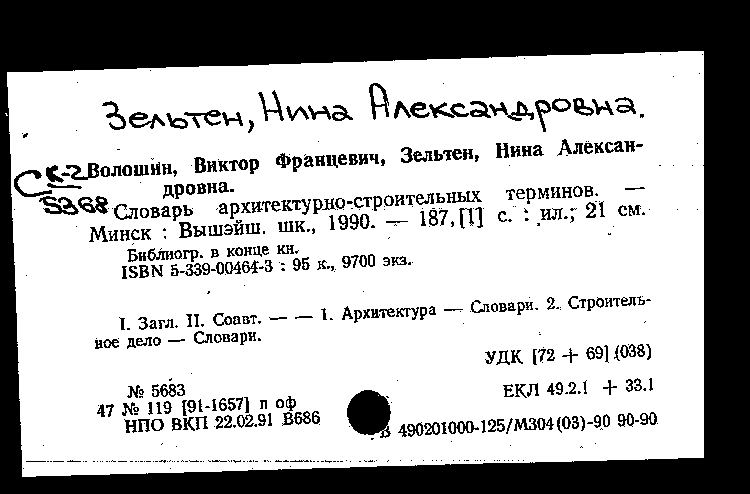 Зельтен, Нина Александровна.
СК-2 Волошин, Виктор Францевич, Зельтен, Нина Алексан-
дровна.
5368 Словарь архитектурно-строительных терминов. —
Минск : Вышэйш. шк., 1990. — 187,[1] с. : ил.; 21 см.
Библиогр. в конце кн.
ISBN 5-339-00464-3 : 95 к., 9700 экз.
I. Загл. II. Соавт. — — 1. Архитектура — Словари. 2. Строитель-
ное дело — Словари.
УДК [72 + 69] (038)
№ 5683
ЕКЛ 49.2.1 + 33.1
47 № 119 [91-1657] п оф
НПО ВКП 22.02.91 В686
В 490201000-125/М304(03)-90 90-90